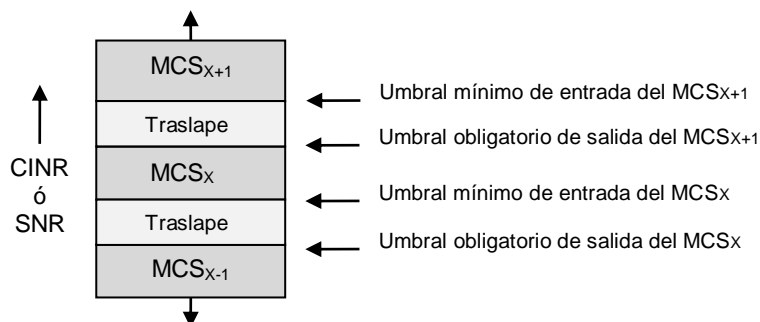 MCSX+1
Traslape
MCSX
Traslape
MCSX-1
CINR
ó
SNR
Umbral mínimo de entrada del MCSX+1
Umbral obligatorio de salida del MCSX+1
Umbral mínimo de entrada del MCSX
Umbral obligatorio de salida del MCSX